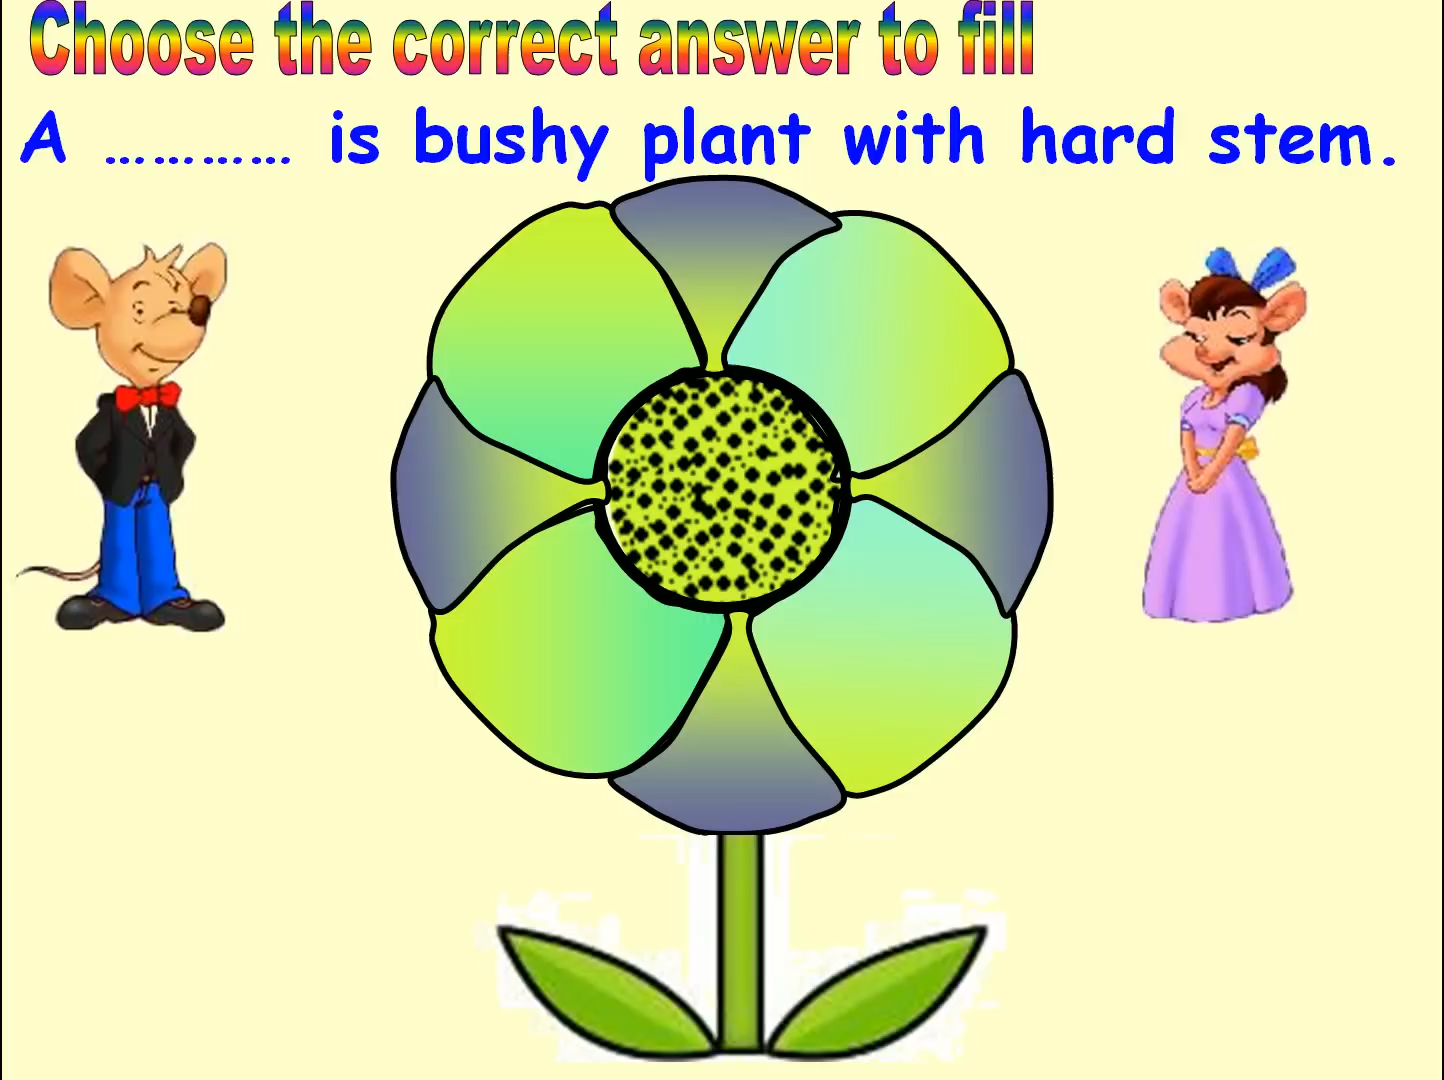 Choose the correct answer to fill
A ………… is bushy plant with hard stem.